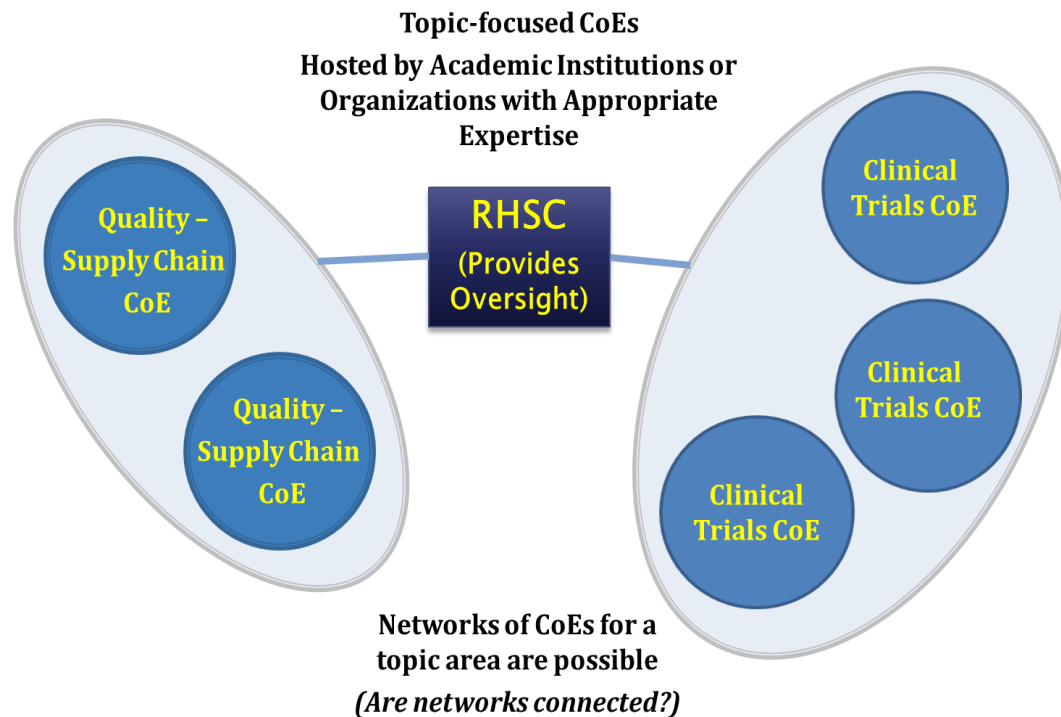 Topic-focused CoEs
Hosted by Academic Institutions or
Organizations with Appropriate
Expertise
Quality –
Supply Chain
CoE
Quality –
Supply Chain
CoE
RHSC
(Provides
Oversight)
Clinical
Trials CoE
Clinical
Trials CoE
Clinical
Trials CoE
Networks of CoEs for a
topic area are possible
(Are networks connected?)